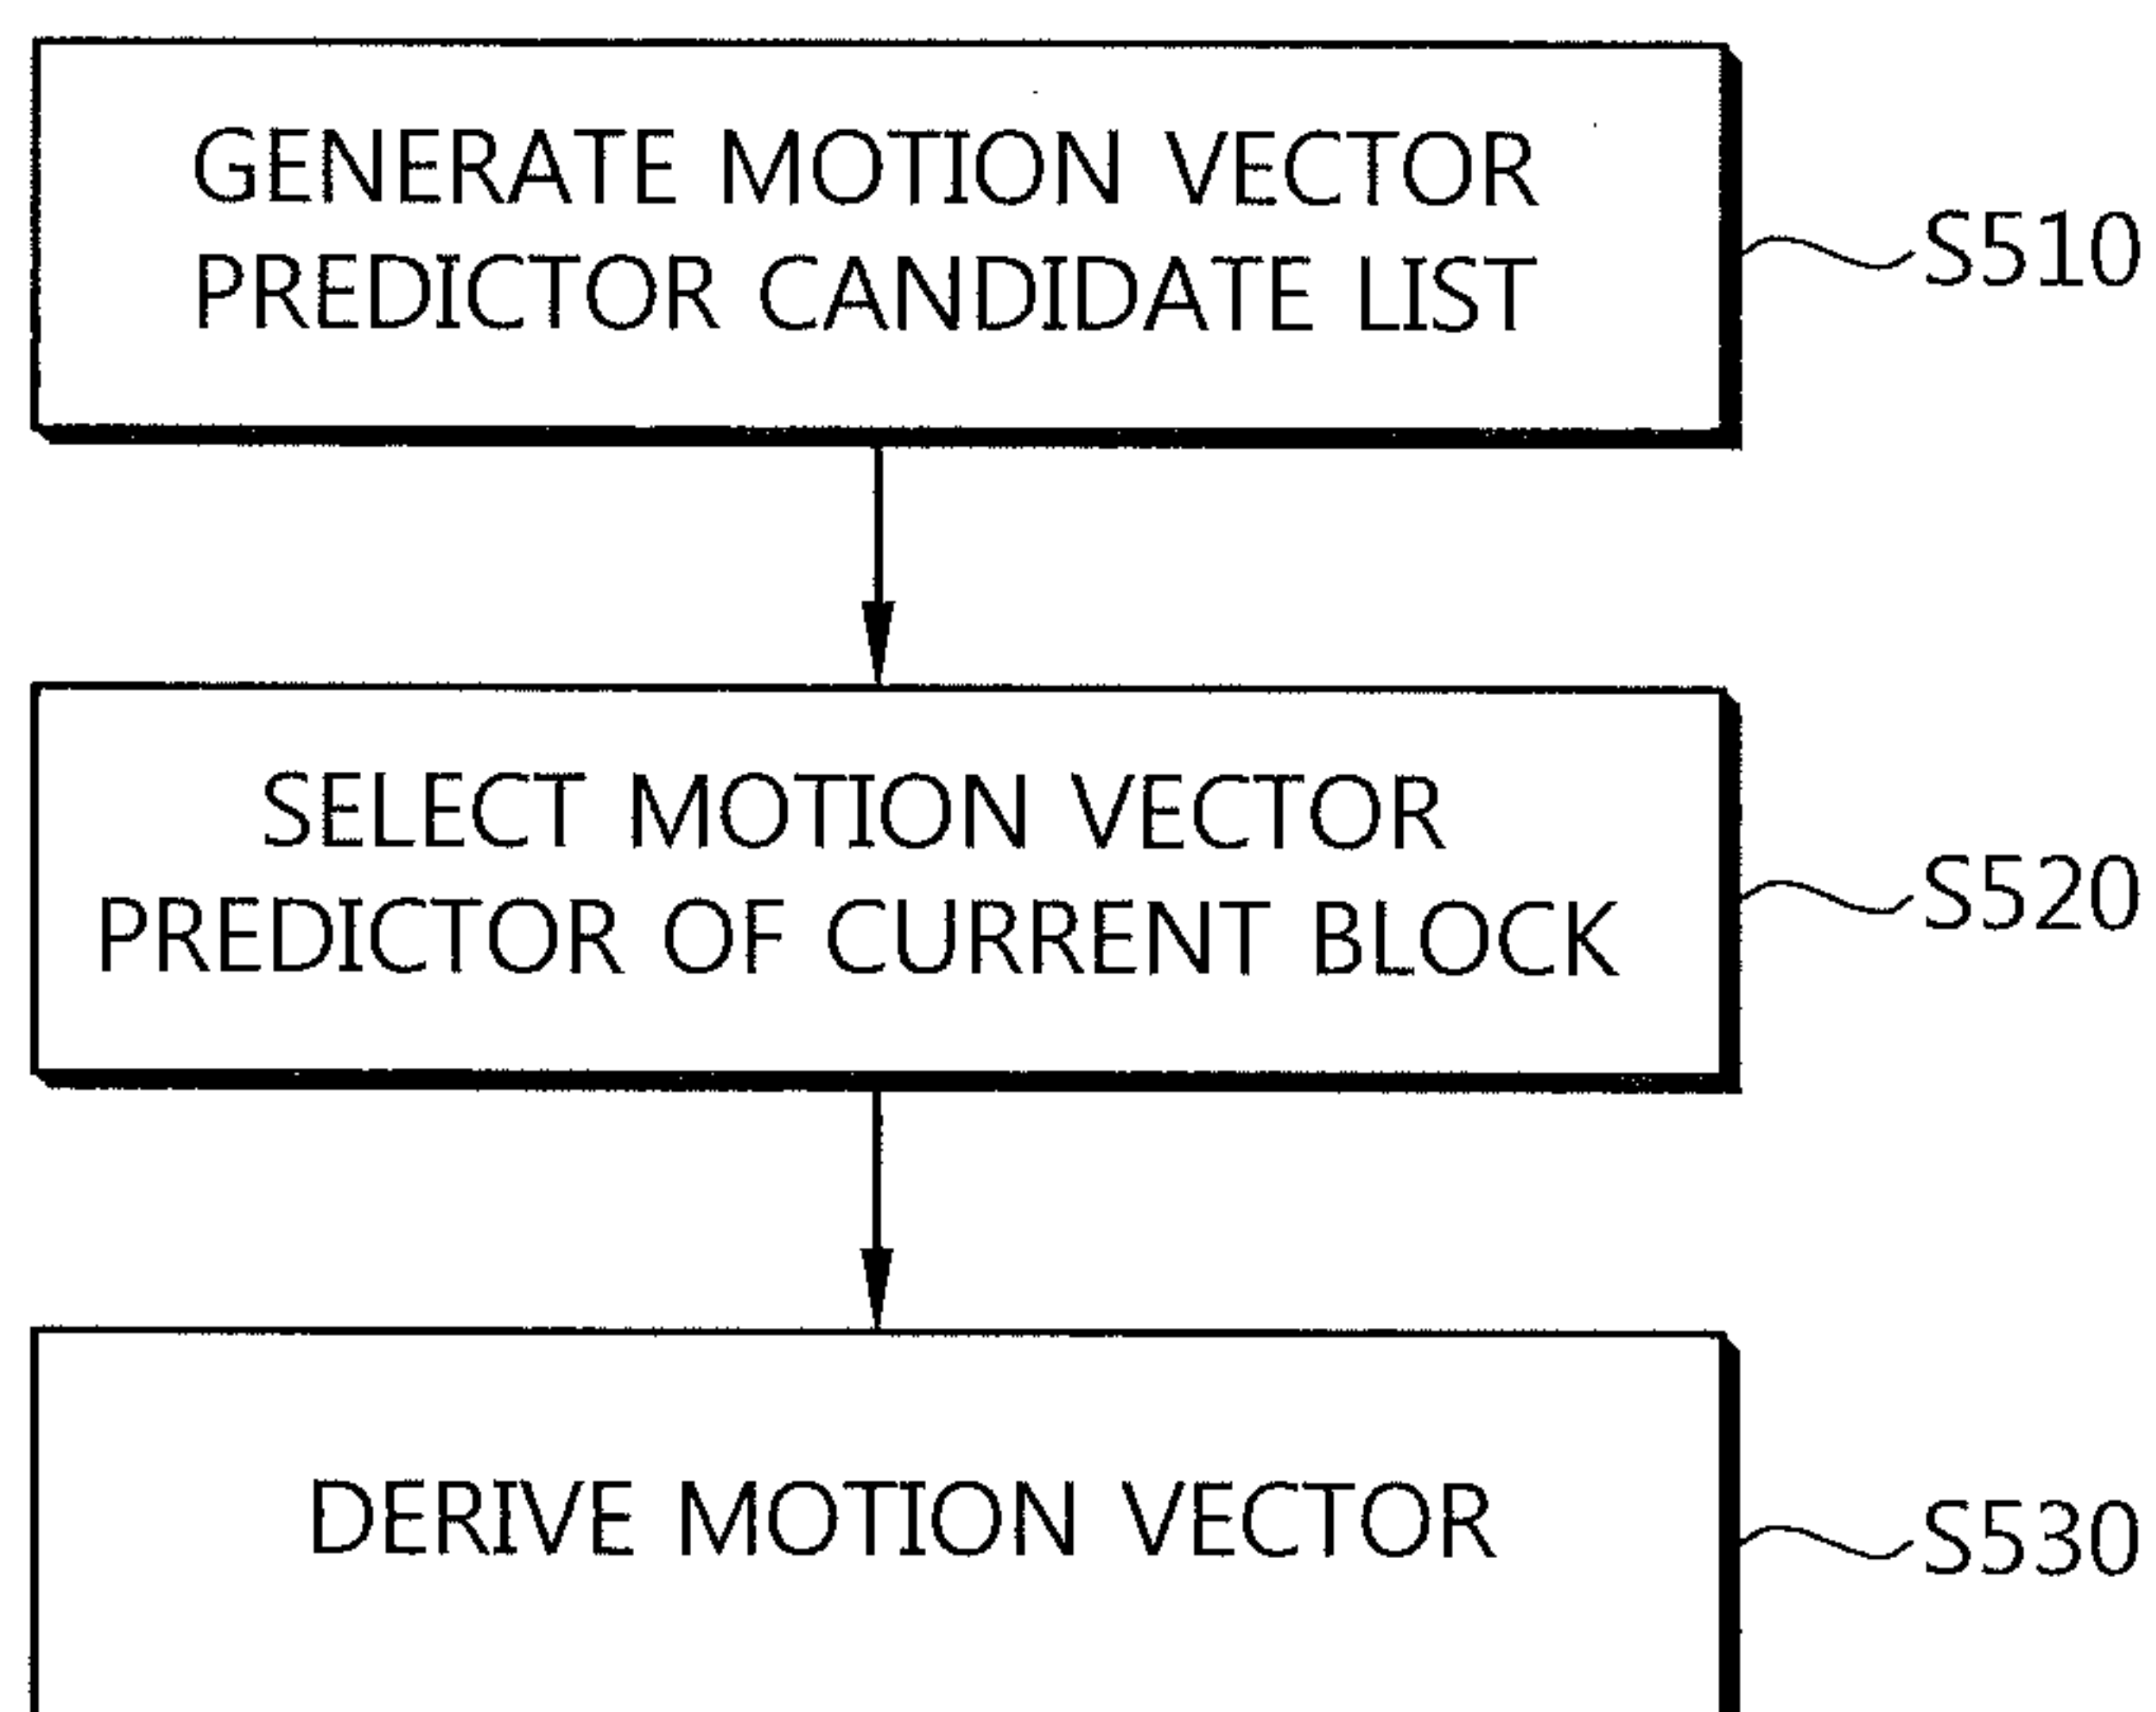 GENERATE MOTION VECTOR
PREDICTOR CANDIDATE LIST
S510
SELECT MOTION VECTOR
PREDICTOR OF CURRENT BLOCK
S520
DERIVE MOTION VECTOR
S530